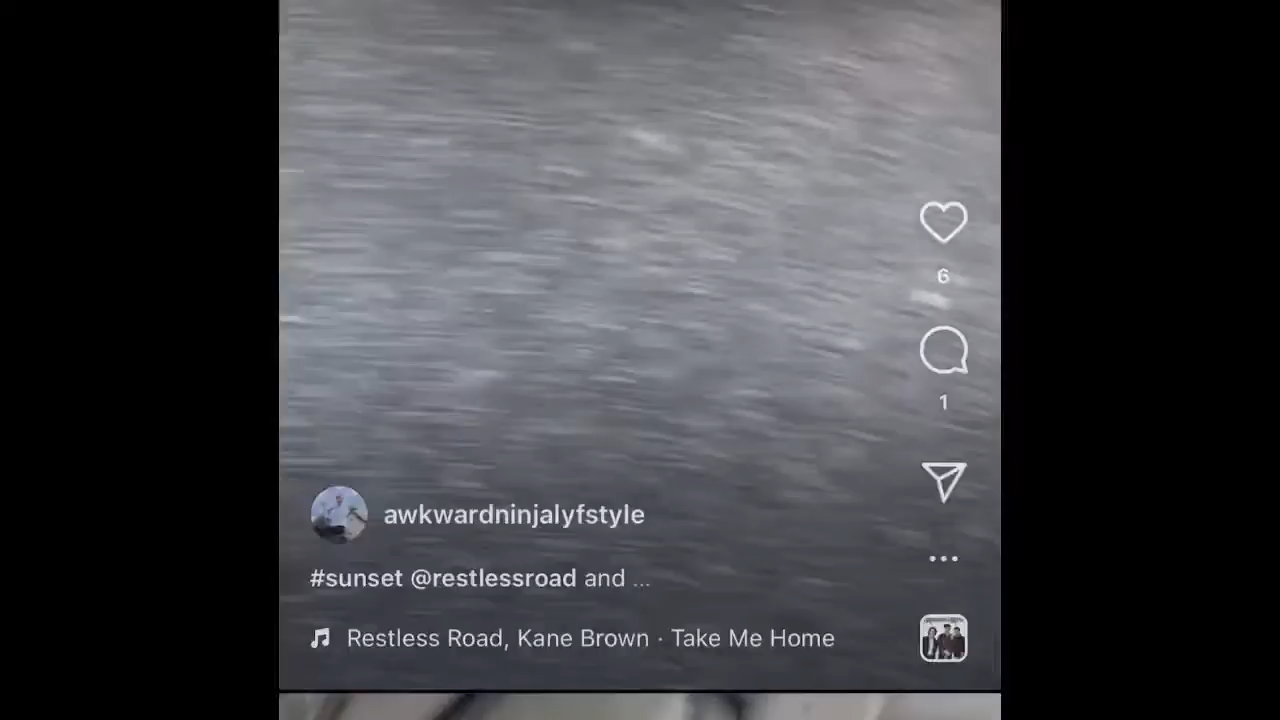 6
1
awkwardninjalyfstyle
#sunset @restlessroad and ...
Restless Road, Kane Brown · Take Me Home